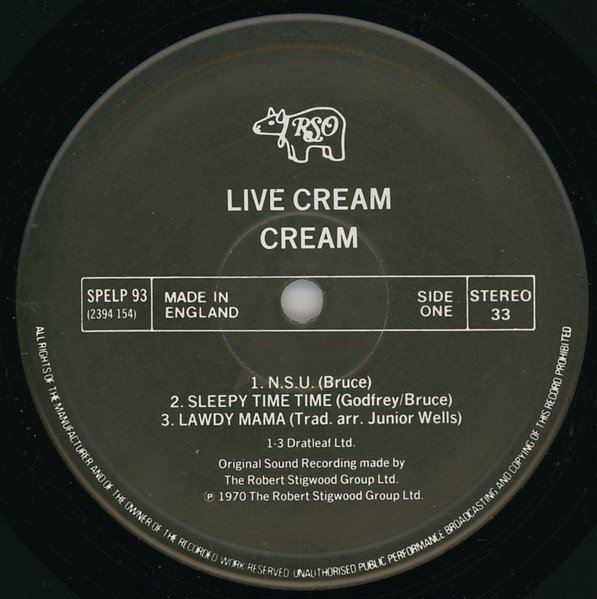 RSO
LIVE CREAM
CREAM
SPELP 93
(2394 154)
MADE IN
ENGLAND
SIDE
ONE
STEREO
33
1. N.S.U. (Bruce)
2. SLEEPY TIME TIME (Godfrey/Bruce)
3. LAWDY MAMA (Trad. arr. Junior Wells)
1-3 Dratleaf Ltd.
Original Sound Recording made by
The Robert Stigwood Group Ltd.
℗ 1970 The Robert Stigwood Group Ltd.
ALL RIGHTS OF THE MANUFACTURER AND OF THE OWNER OF THE RECORDED WORK RESERVED. UNAUTHORISED PUBLIC PERFORMANCE BROADCASTING AND COPYING OF THIS RECORD PROHIBITED